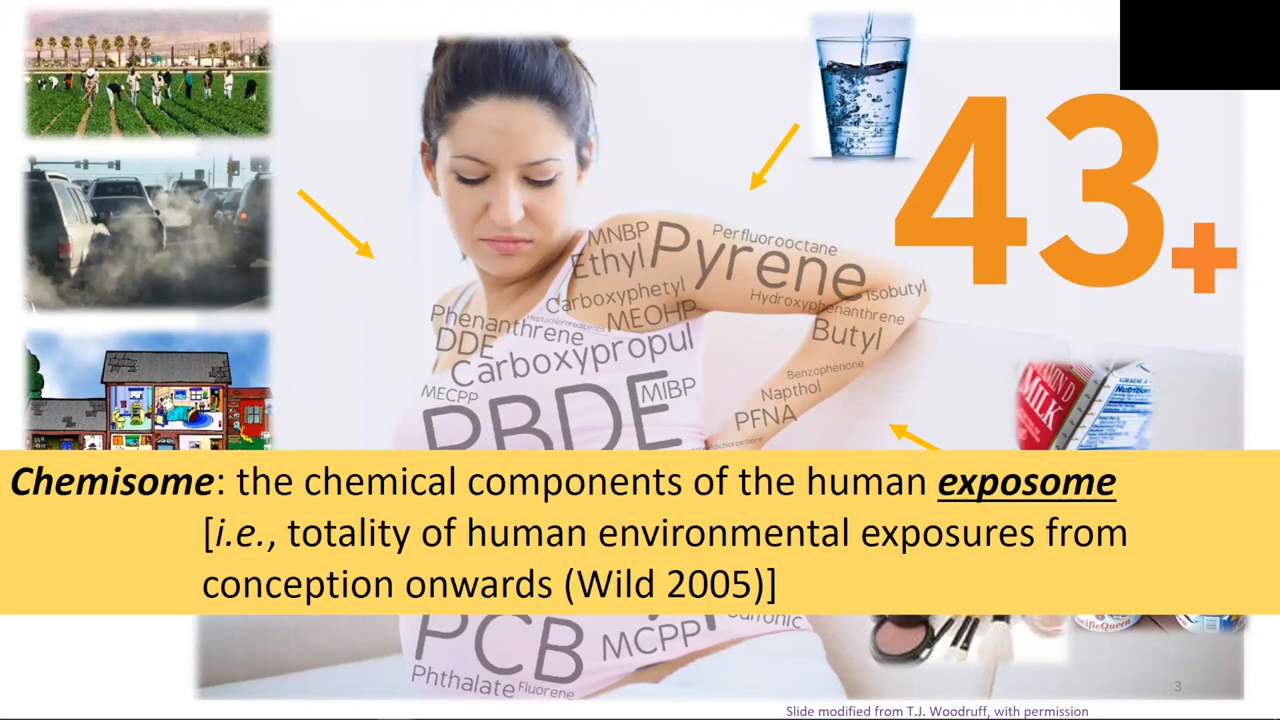 43+
MNBP
Perfluorooctane
Ethyl
Pyrene
Carboxyphetyl
Hydroxyphenanthrene
Isobutyl
Phenanthrene
MEOHP
DDE
Butyl
Carboxypropul
Benzophenone
MECPP
MIBP
Napthol
PBDE
PFNA
MILK
Nutrition
Chemisome: the chemical components of the human exposome
[i.e., totality of human environmental exposures from
conception onwards (Wild 2005)]
PCB
MCPP
Phthalate
Fluorene
3
Slide modified from T.J. Woodruff, with permission